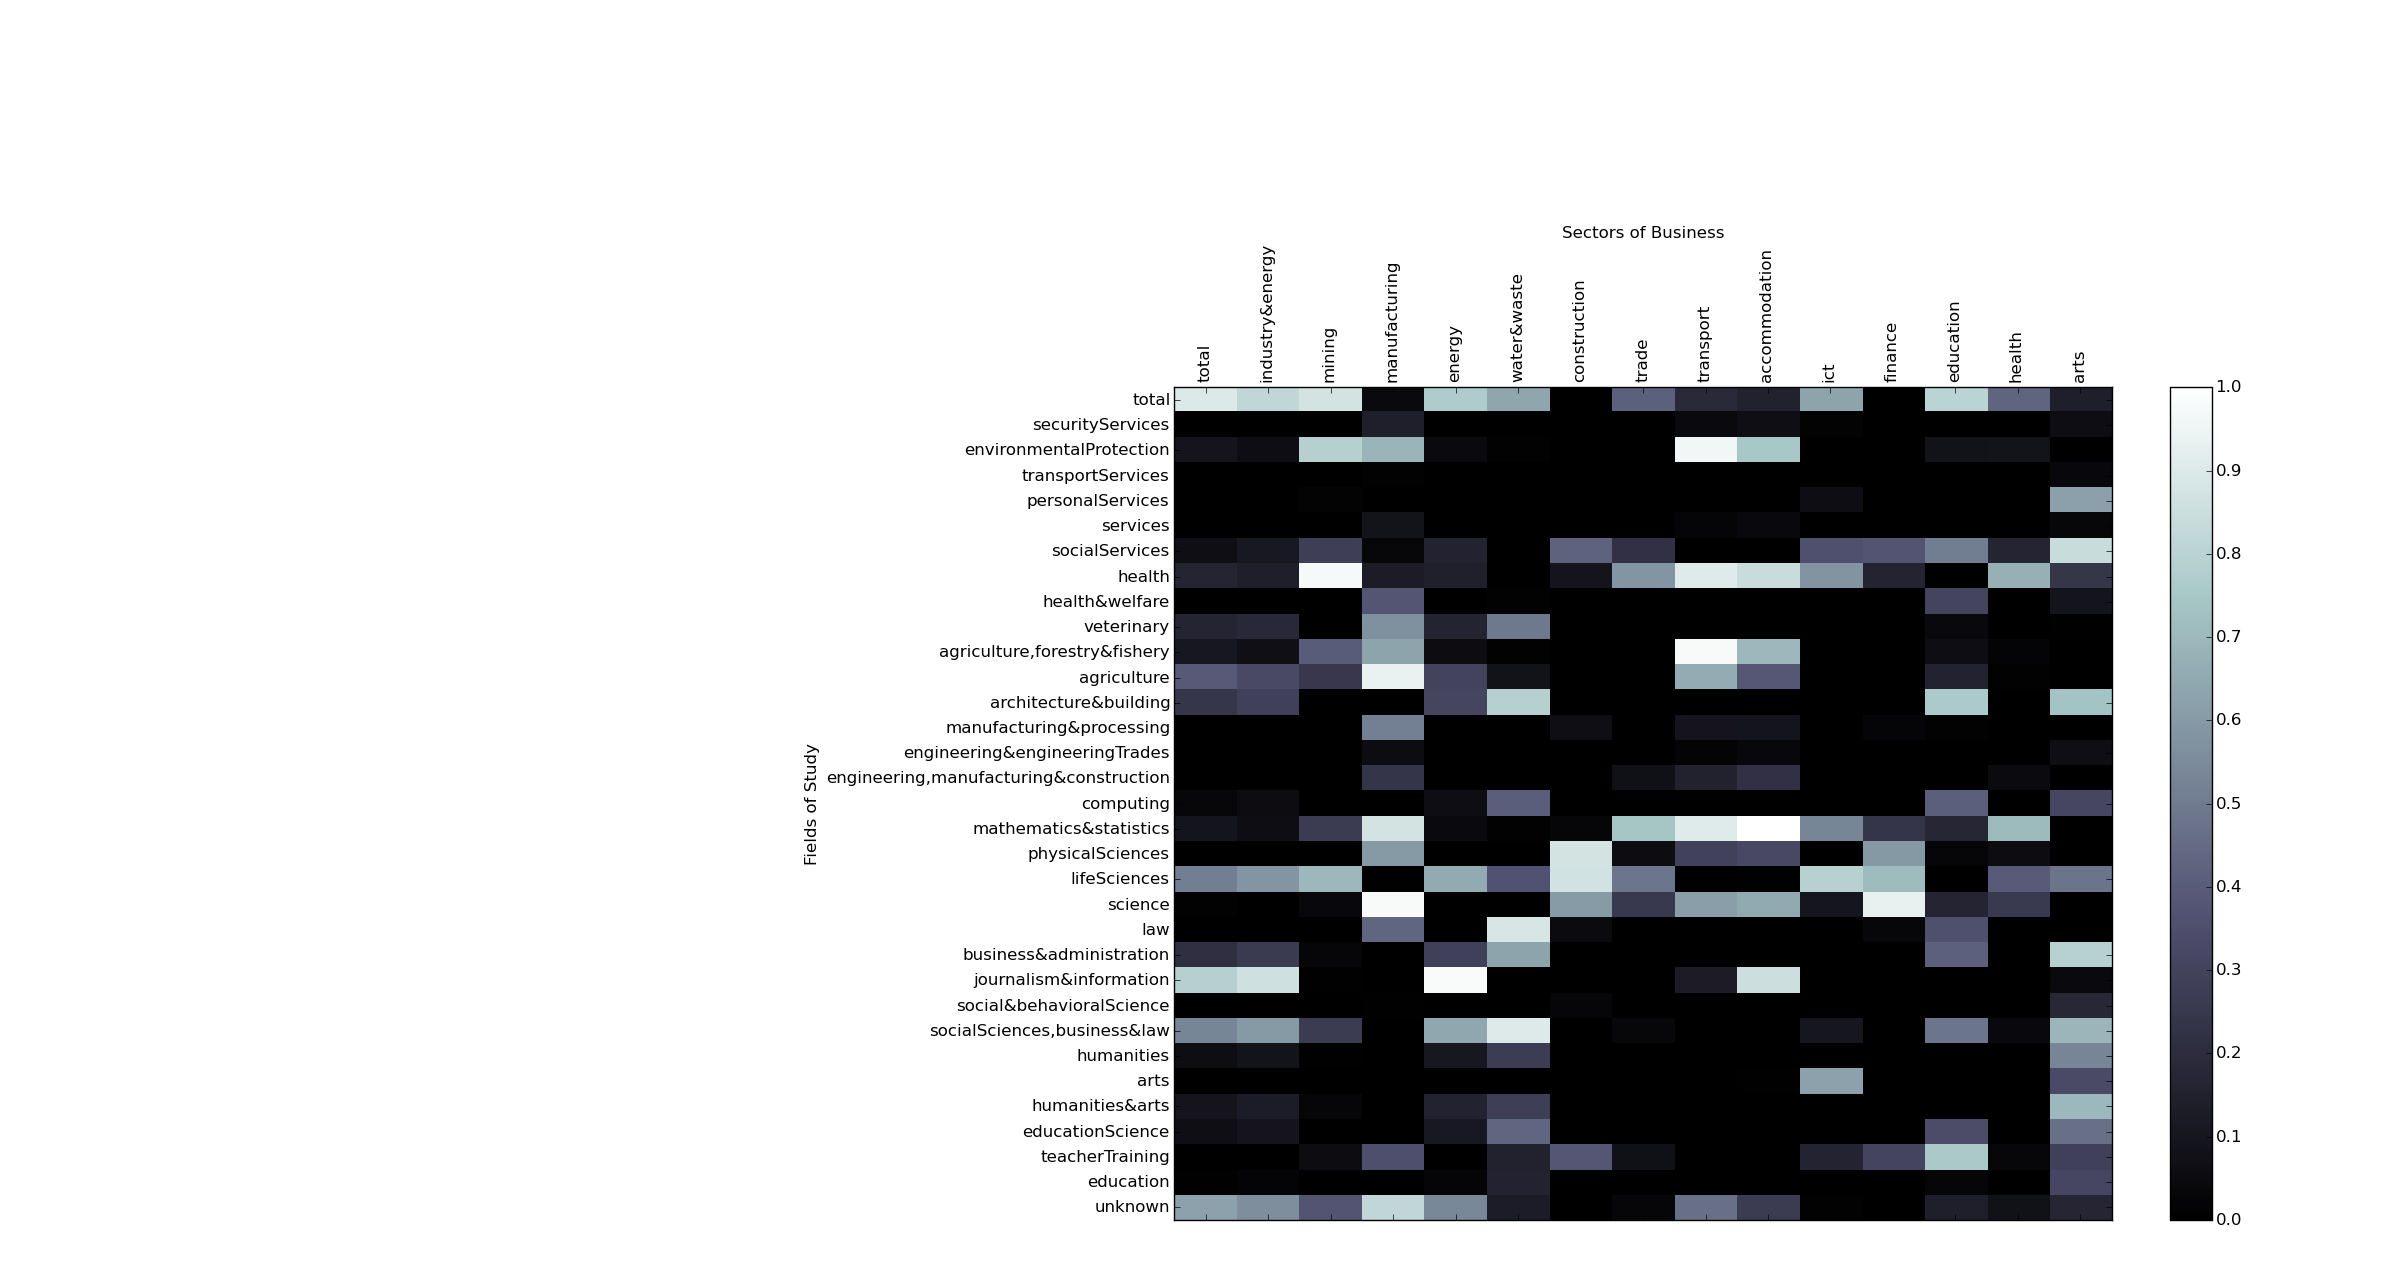 Sectors of Business
total
industry&energy
mining
manufacturing
energy
water&waste
construction
trade
transport
accommodation
ict
finance
education
health
arts
Fields of Study
total
securityServices
environmentalProtection
transportServices
personalServices
services
socialServices
health
health&welfare
veterinary
agriculture,forestry&fishery
agriculture
architecture&building
manufacturing&processing
engineering&engineeringTrades
engineering,manufacturing&construction
computing
mathematics&statistics
physicalSciences
lifeSciences
science
law
business&administration
journalism&information
social&behavioralScience
socialSciences,business&law
humanities
arts
humanities&arts
educationScience
teacherTraining
education
unknown
1.0
0.9
0.8
0.7
0.6
0.5
0.4
0.3
0.2
0.1
0.0